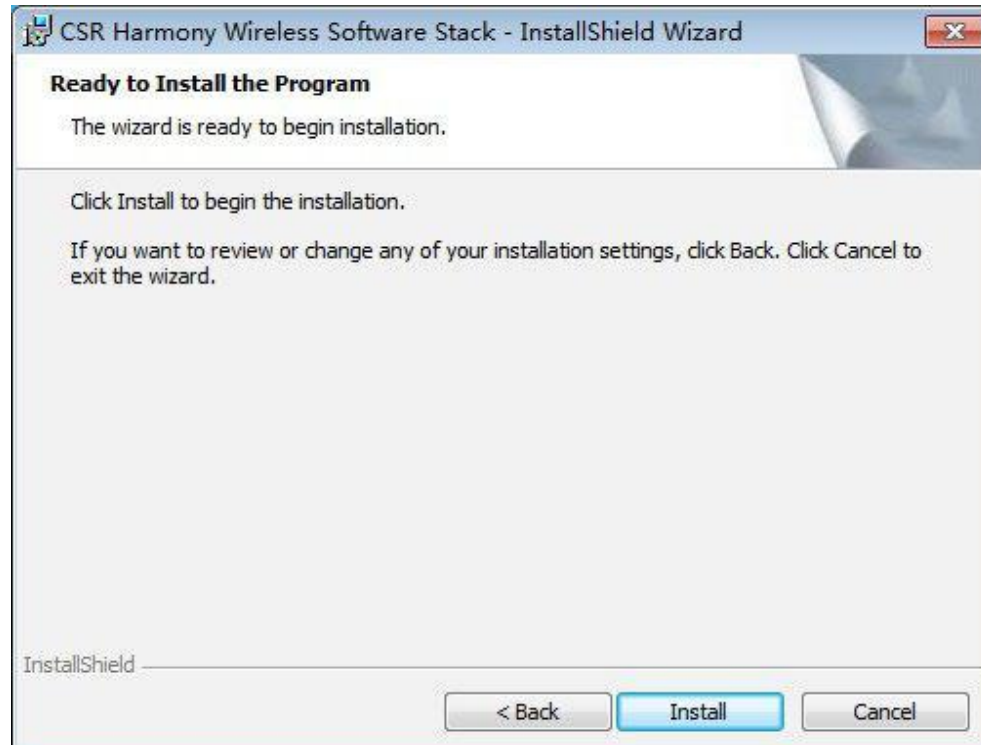 CSR Harmony Wireless Software Stack - InstallShield Wizard
Ready to Install the Program
The wizard is ready to begin installation.
Click Install to begin the installation.
If you want to review or change any of your installation settings, click Back. Click Cancel to
exit the wizard.
InstallShield
< Back Install Cancel